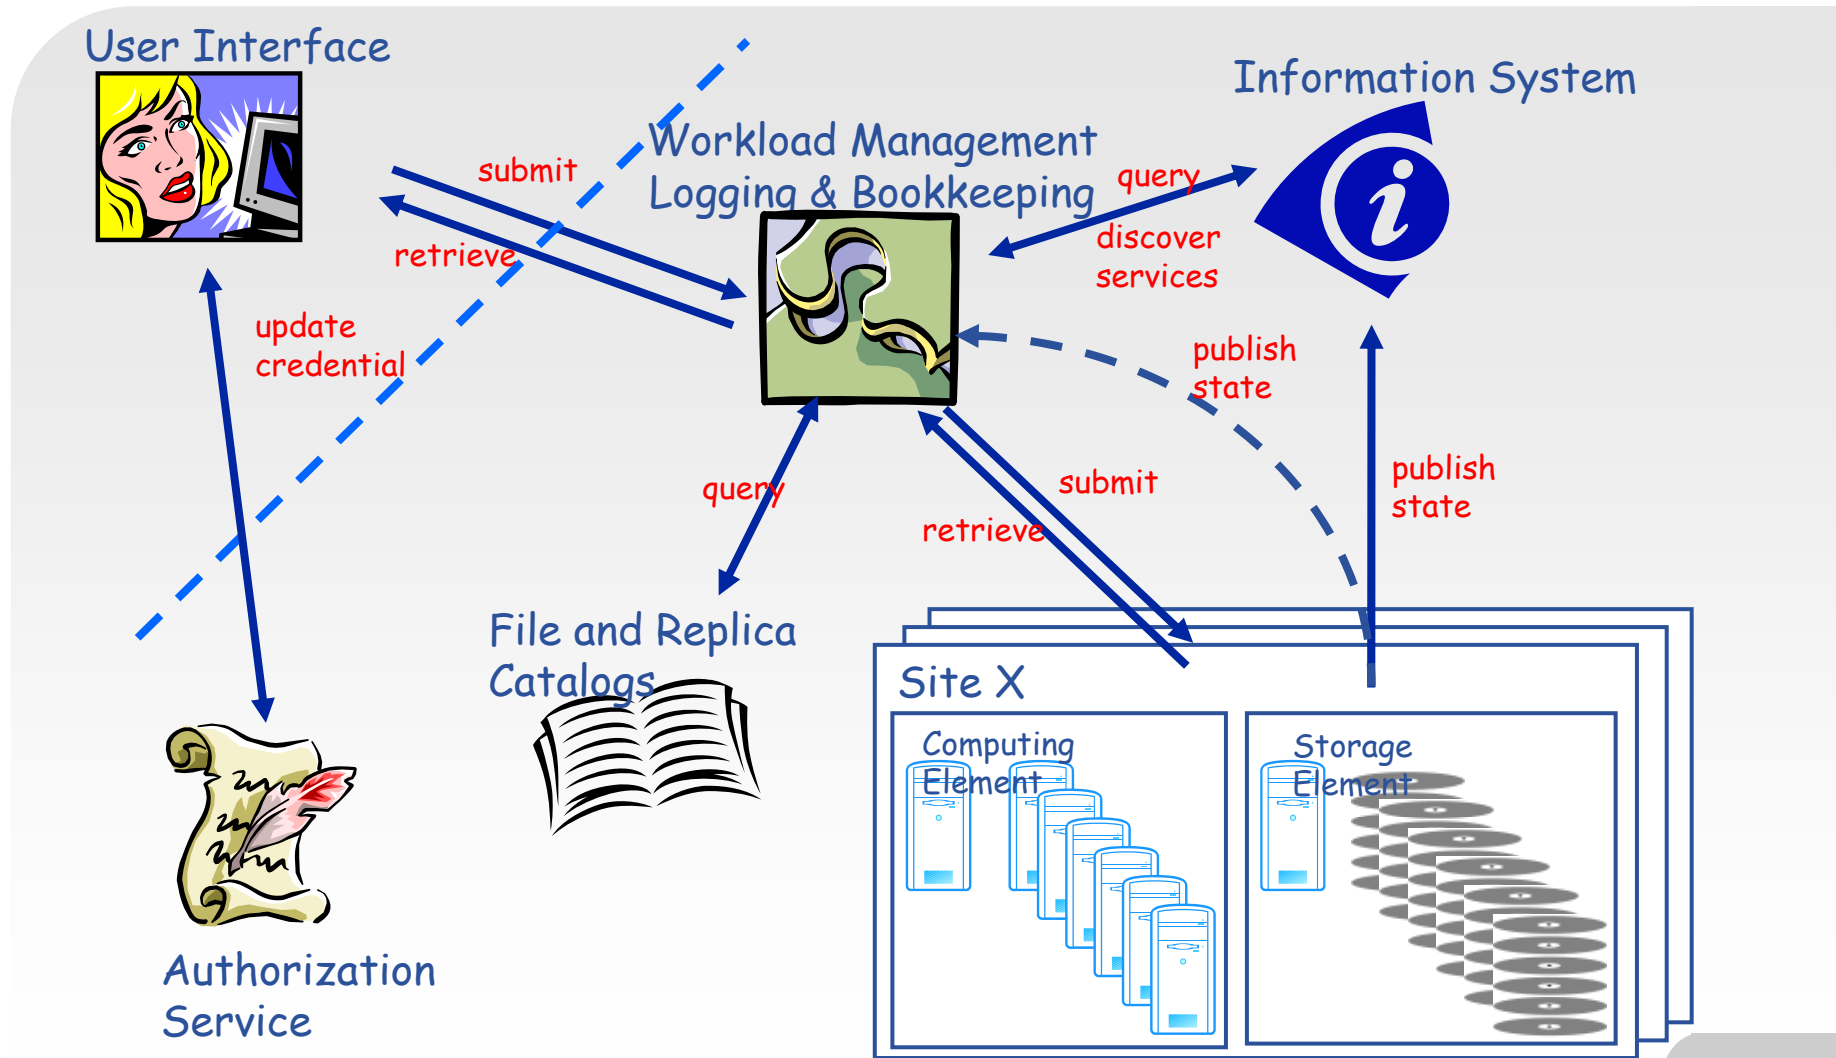 User Interface
Information System
Workload Management
Logging & Bookkeeping
submit
retrieve
query
discover
services
update
credential
publish
state
query
submit
retrieve
publish
state
File and Replica
Catalogs
Site X
Computing
Element
Storage
Element
Authorization
Service